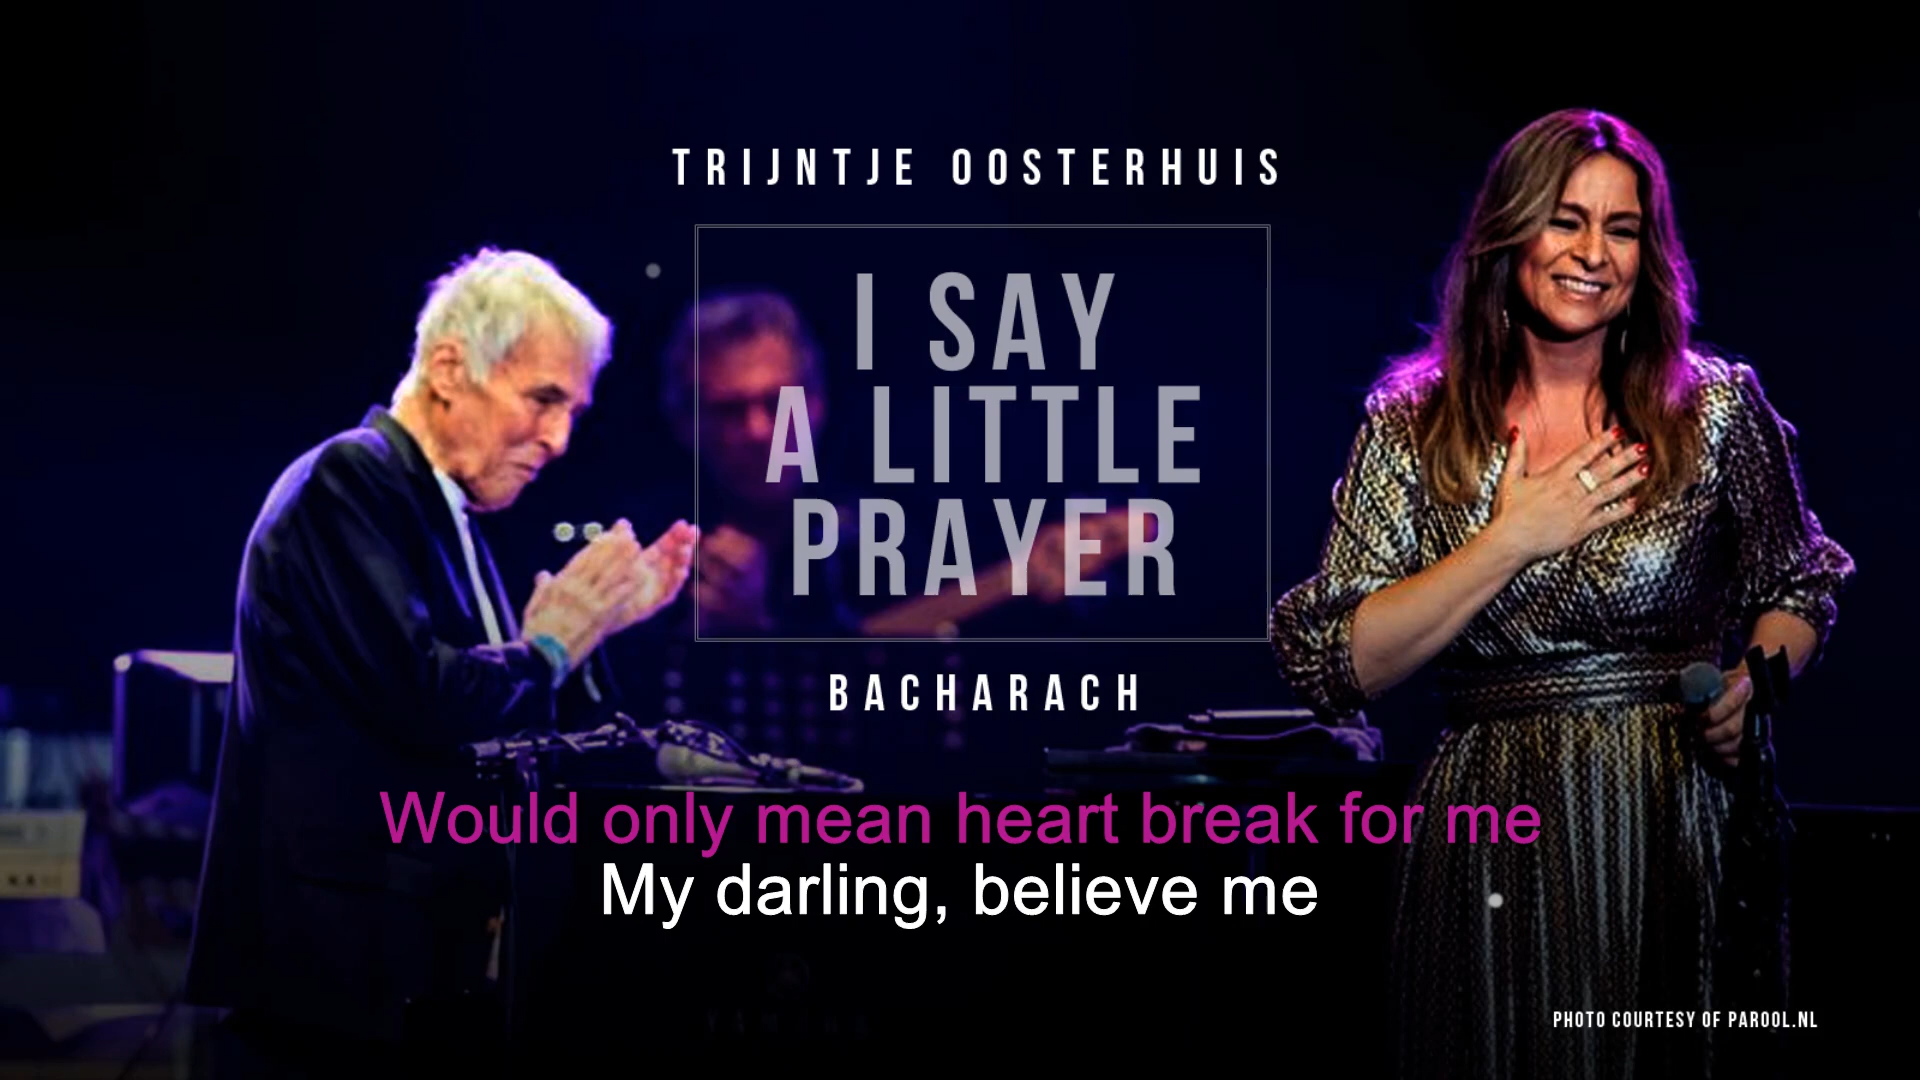 TRIJNTJE OOSTERHUIS
I SAY
A LITTLE
PRAYER
BACHARACH
Would only mean heart break for me
My darling, believe me
PHOTO COURTESY OF PAROOL.NL